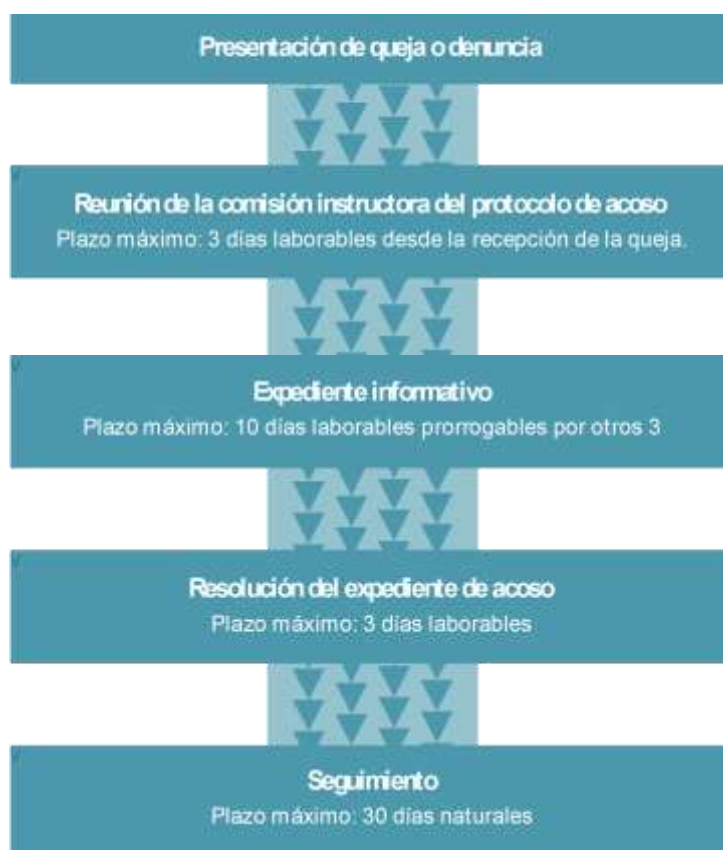 Presentación de queja o denuncia
Reunión de la comisión instructora del protocolo de acoso
Plazo máximo: 3 días laborables desde la recepción de la queja.
Expediente informativo
Plazo máximo: 10 días laborables prorrogables por otros 3
Resolución del expediente de acoso
Plazo máximo: 3 días laborables
Seguimiento
Plazo máximo: 30 días naturales